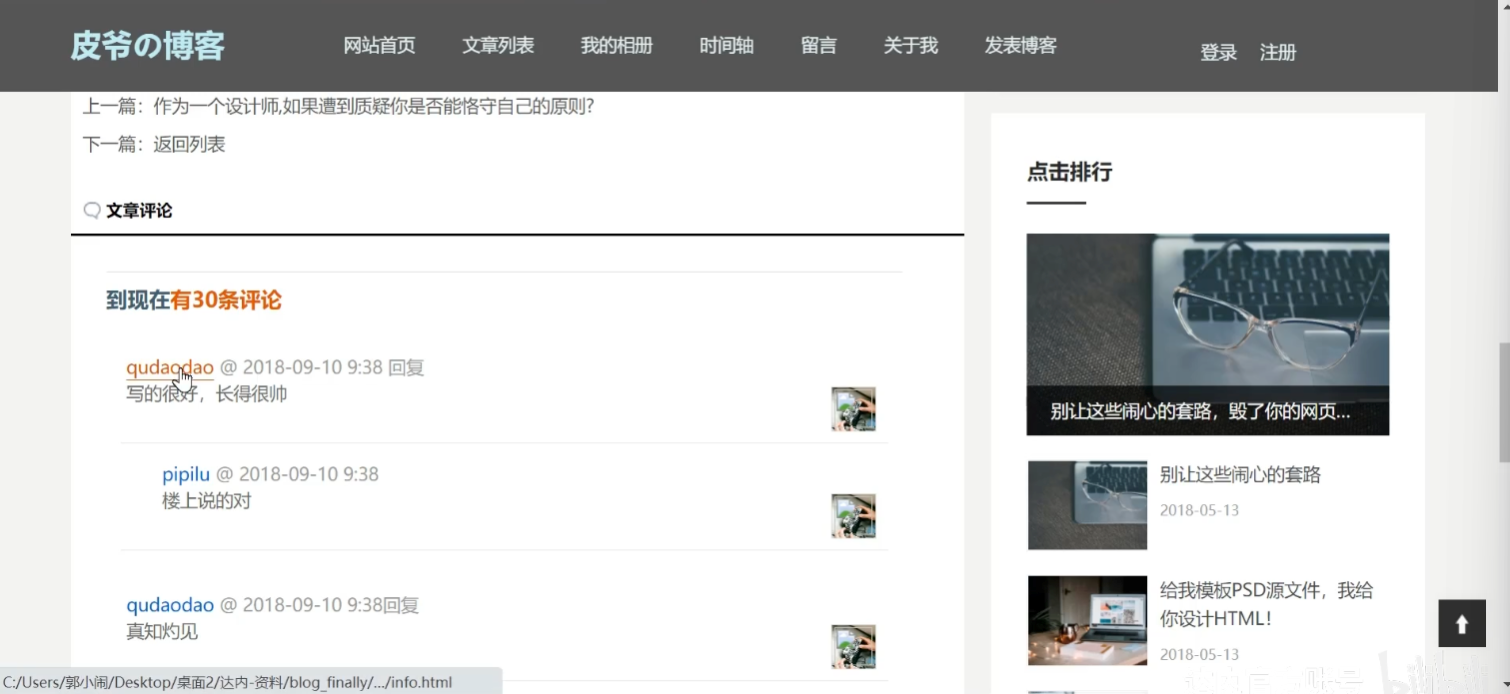 皮爷の博客
网站首页 文章列表 我的相册 时间轴 留言 关于我 发表博客 登录 注册
上一篇：作为一个设计师,如果遭到质疑你是否能恪守自己的原则?
下一篇：返回列表
文章评论
到现在有30条评论
qudaodao @ 2018-09-10 9:38 回复
写的很好，长得很帅
pipilu @ 2018-09-10 9:38
楼上说的对
qudaodao @ 2018-09-10 9:38回复
真知灼见
点击排行
别让这些闹心的套路，毁了你的网页...
别让这些闹心的套路
2018-05-13
给我模板PSD源文件，我给
你设计HTML！
2018-05-13
C:/Users/郭小闹/Desktop/桌面2/达内-资料/blog_finally/.../info.html